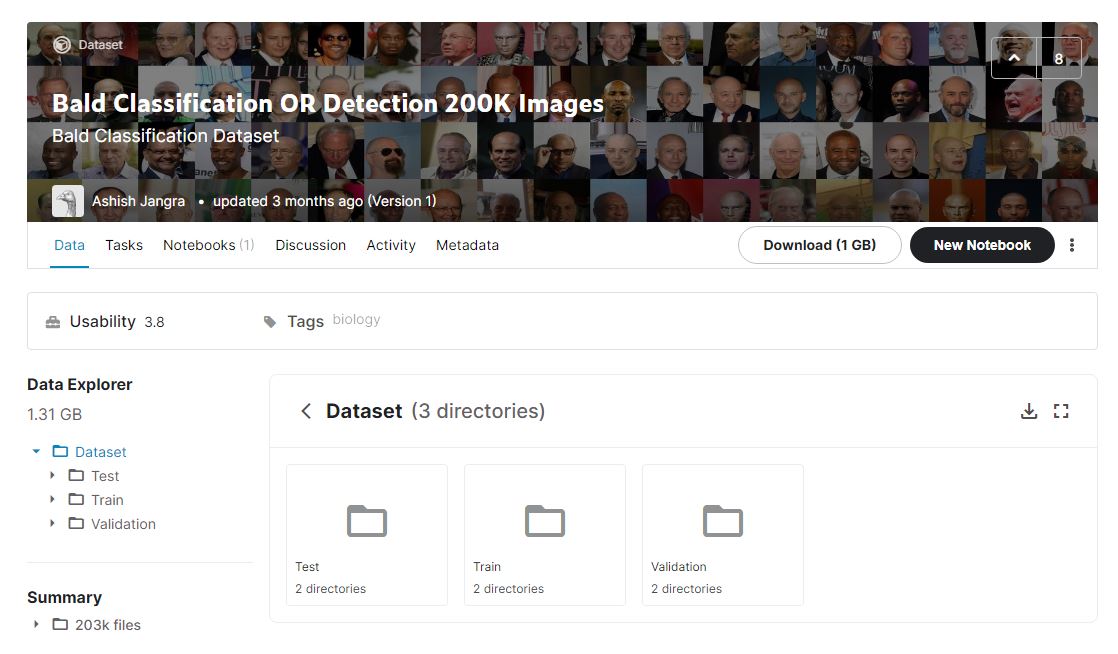 Dataset
8
Bald Classification OR Detection 200K Images
Bald Classification Dataset
Ashish Jangra • updated 3 months ago (Version 1)
Data Tasks Notebooks (1) Discussion Activity Metadata Download (1 GB) New Notebook
Usability 3.8 Tags biology
Data Explorer
1.31 GB
Dataset
Test
Train
Validation
Summary
203k files
Dataset (3 directories)
Test
2 directories
Train
2 directories
Validation
2 directories